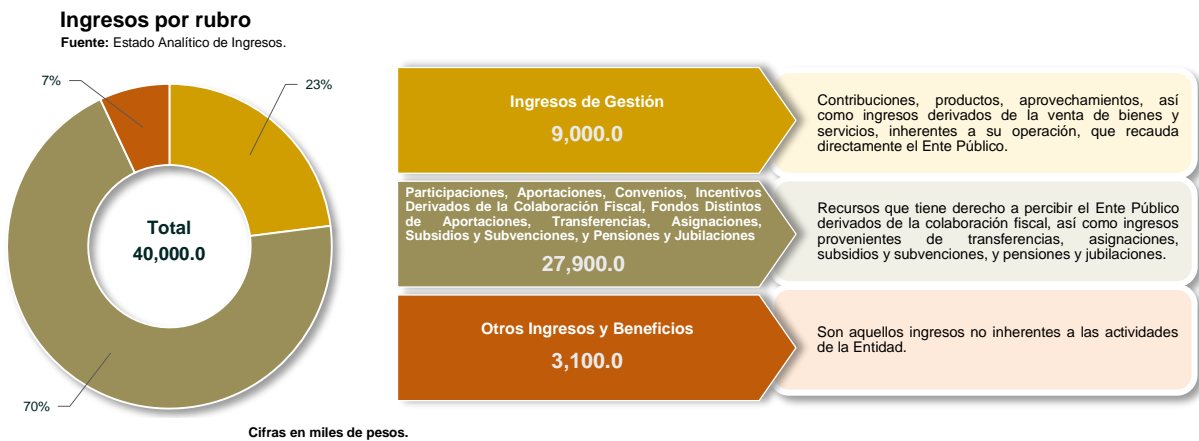 Ingresos por rubro
Fuente: Estado Analítico de Ingresos.
7%
23%
Total
40,000.0
70%
Ingresos de Gestión
9,000.0
Contribuciones, productos, aprovechamientos, así
como ingresos derivados de la venta de bienes y
servicios, inherentes a su operación, que recauda
directamente el Ente Público.
Participaciones, Aportaciones, Convenios, Incentivos
Derivados de la Colaboración Fiscal, Fondos Distintos
de Aportaciones, Transferencias, Asignaciones,
Subsidios y Subvenciones, y Pensiones y Jubilaciones
27,900.0
Recursos que tiene derecho a percibir el Ente Público
derivados de la colaboración fiscal, así como ingresos
provenientes de transferencias, asignaciones,
subsidios y subvenciones, y pensiones y jubilaciones.
Otros Ingresos y Beneficios
3,100.0
Son aquellos ingresos no inherentes a las actividades
de la Entidad.
Cifras en miles de pesos.